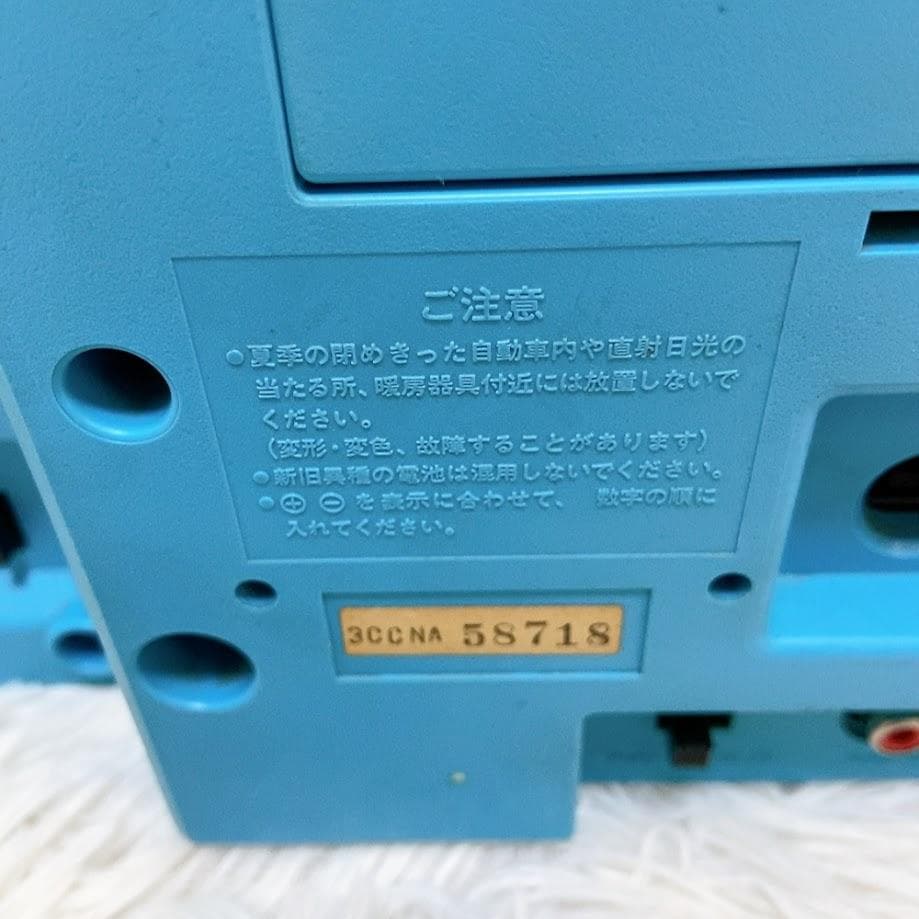 ご注意
●夏季の閉めきった自動車内や直射日光の
当たる所、暖房器具付近には放置しないで
ください。
(変形・変色、故障することがあります)
●新旧異種の電池は混用しないでください。
●⊕ ⊖を表示に合わせて、 数字の順に
入れてください。
3CCNA 58718